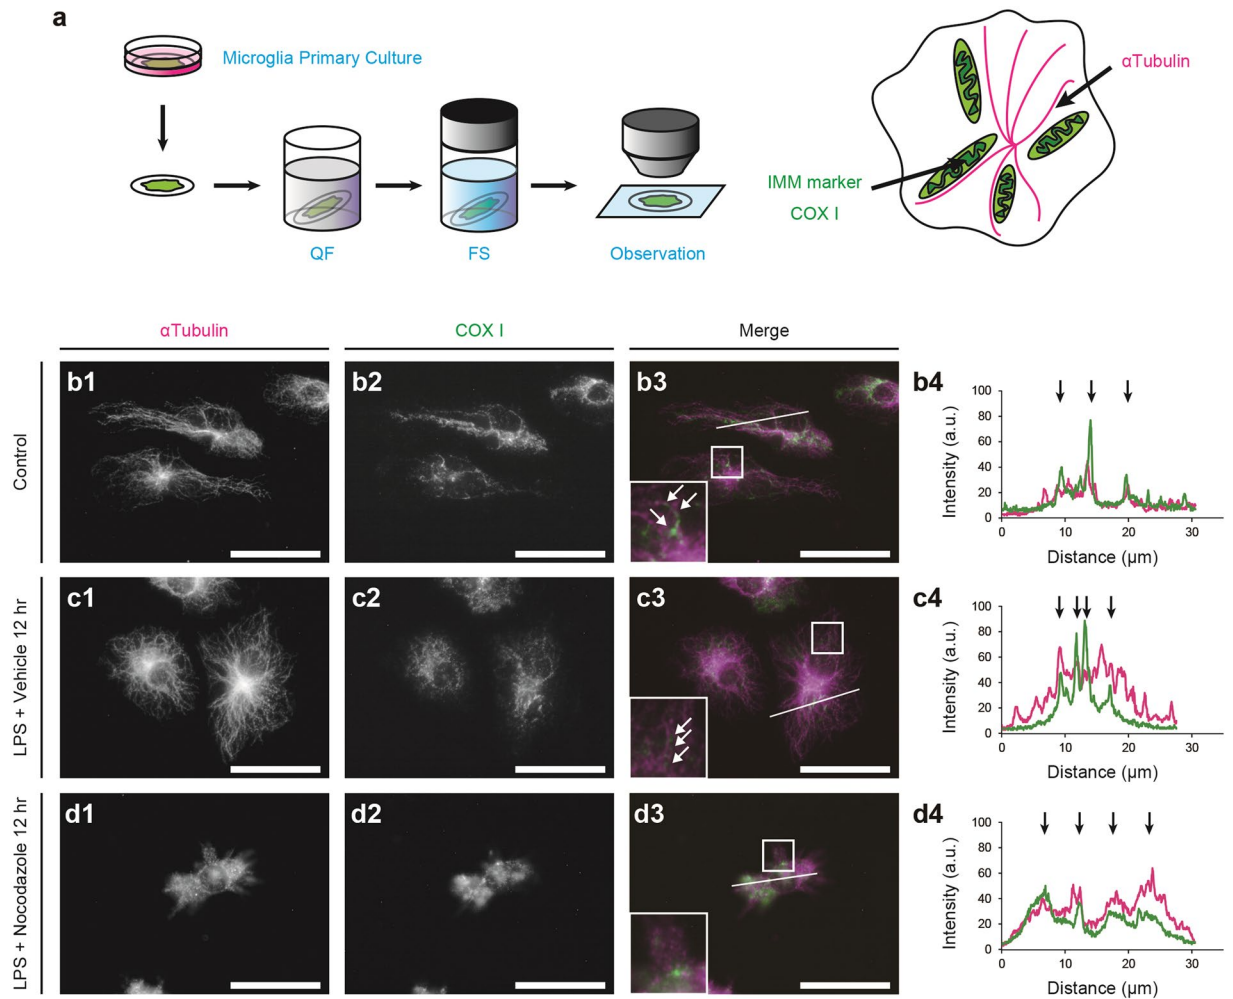 a
Microglia Primary Culture
αTubulin
IMM marker
COX I
QF
FS
Observation
αTubulin
COX I
Merge
Control
b1
b2
b3
b4
100
80
60
40
20
0
Intensity (a.u.)
0
10
20
30
Distance (μm)
LPS + Vehicle 12 hr
c1
c2
c3
c4
100
80
60
40
20
0
Intensity (a.u.)
0
10
20
30
Distance (μm)
LPS + Nocodazole 12 hr
d1
d2
d3
d4
100
80
60
40
20
0
Intensity (a.u.)
0
10
20
30
Distance (μm)